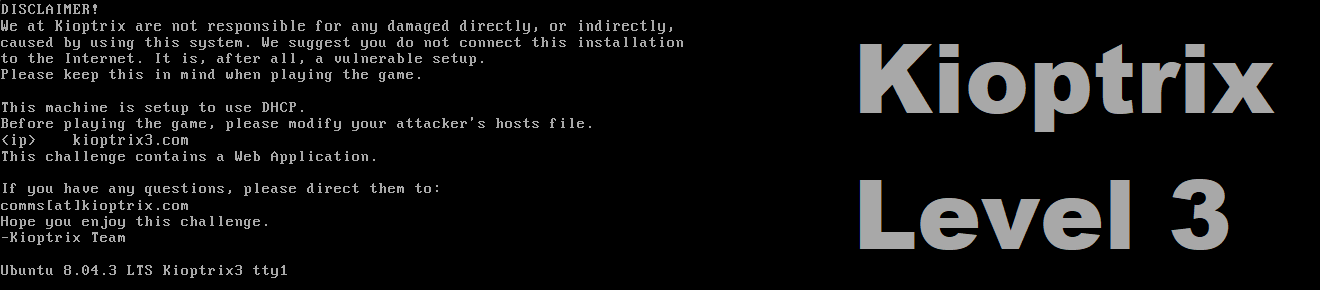 DISCLAIMER!
We at Kioptrix are not responsible for any damaged directly, or indirectly,
caused by using this system. We suggest you do not connect this installation
to the Internet. It is, after all, a vulnerable setup.
Please keep this in mind when playing the game.
This machine is setup to use DHCP.
Before playing the game, please modify your attacker's hosts file.
<ip>    kioptrix3.com
This challenge contains a Web Application.
If you have any questions, please direct them to:
comms[at]kioptrix.com
Hope you enjoy this challenge.
-Kioptrix Team
Ubuntu 8.04.3 LTS Kioptrix3 tty1
Kioptrix
Level 3